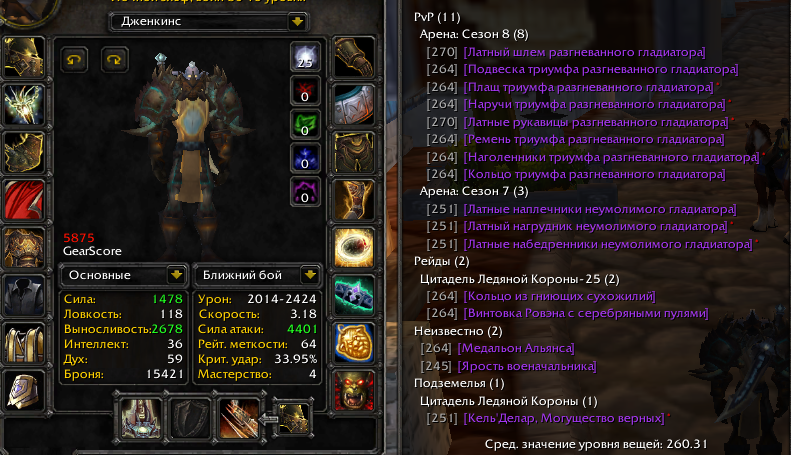 Дженкинс
25
0
0
0
0
5875
GearScore
Основные
Ближний бой
Сила: 1478
Ловкость: 118
Выносливость: 2678
Интеллект: 36
Дух: 59
Броня: 15421
Урон: 2014-2424
Скорость: 3.18
Сила атаки: 4401
Рейт. меткости: 64
Крит. удар: 33.95%
Мастерство: 4
PvP (11)
Арена: Сезон 8 (8)
[270] [Латный шлем разгневанного гладиатора]
[264] [Подвеска триумфа разгневанного гладиатора]
[264] [Плащ триумфа разгневанного гладиатора]*
[264] [Наручи триумфа разгневанного гладиатора]*
[270] [Латные рукавицы разгневанного гладиатора]*
[264] [Ремень триумфа разгневанного гладиатора]
[264] [Наголенники триумфа разгневанного гладиатора]*
[264] [Кольцо триумфа разгневанного гладиатора]
Арена: Сезон 7 (3)
[251] [Латные наплечники неумолимого гладиатора]
[251] [Латный нагрудник неумолимого гладиатора]*
[251] [Латные набедренники неумолимого гладиатора]*
Рейды (2)
Цитадель Ледяной Короны-25 (2)
[264] [Кольцо из гниющих сухожилий]
[264] [Винтовка Ровэна с серебряными пулями]
Неизвестно (2)
[264] [Медальон Альянса]
[245] [Ярость военачальника]
Подземелья (1)
Цитадель Ледяной Короны (1)
[251] [Кель'Делар, Могущество верных]*
Сред. значение уровня вещей: 260.31